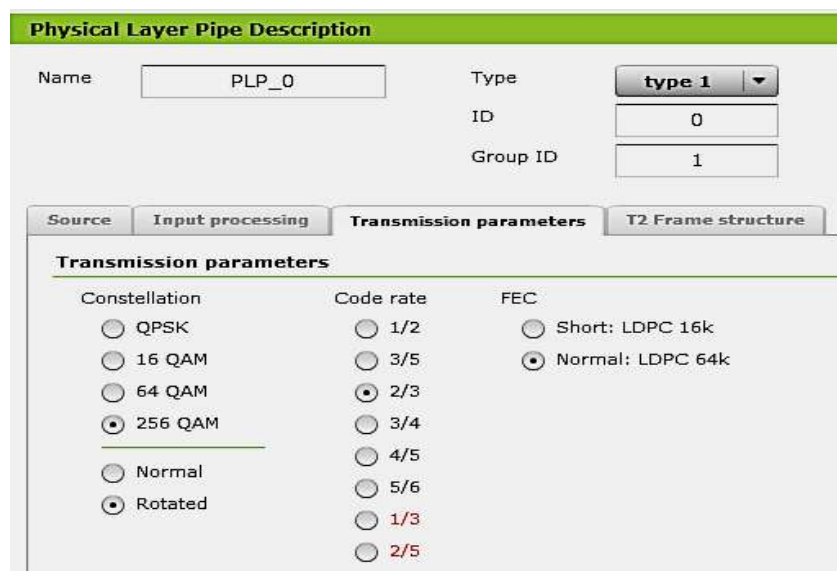 Physical Layer Pipe Description
Name PLP_0 Type type 1
ID 0
Group ID 1
Source Input processing Transmission parameters T2 Frame structure
Transmission parameters
Constellation Code rate FEC
QPSK 1/2 Short: LDPC 16k
16 QAM 3/5 Normal: LDPC 64k
64 QAM 2/3
256 QAM 3/4
4/5
Normal 5/6
Rotated 1/3
2/5